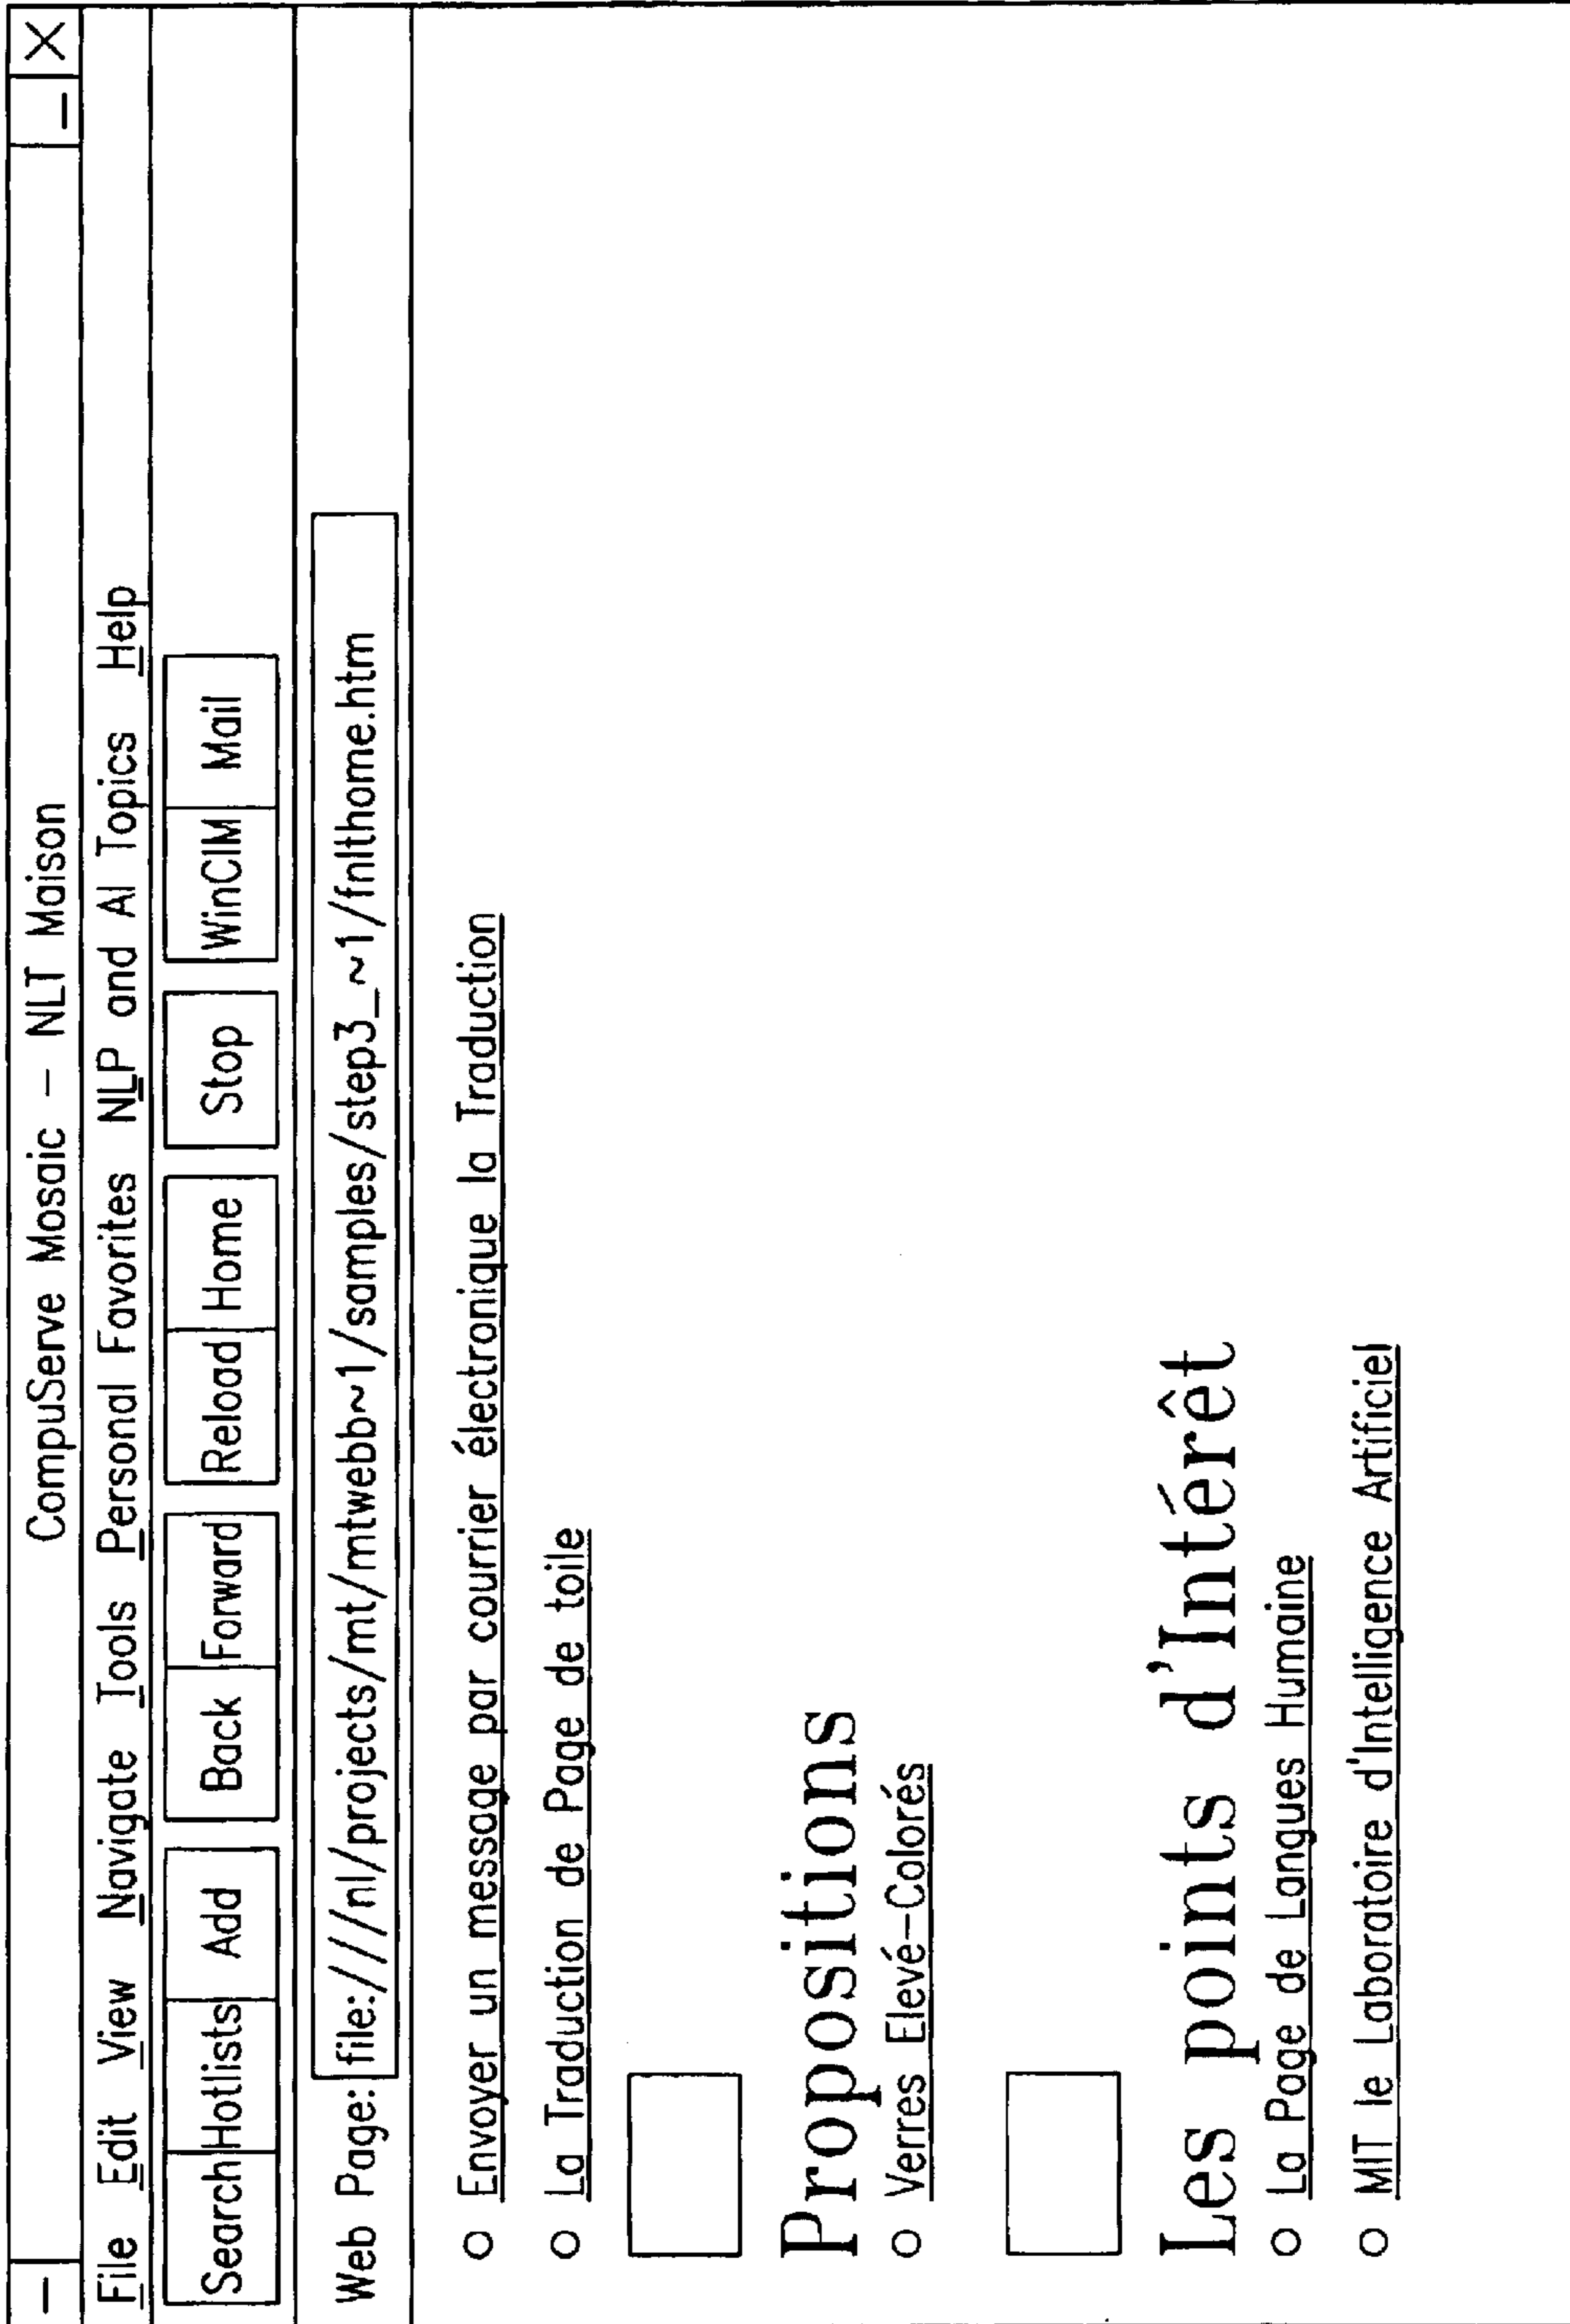 CompuServe Mosaic – NLT Maison
File Edit View Navigate Tools Personal Favorites NLP and AI Topics Help
Search Hotlists Add Back Forward Reload Home Stop WinCIM Mail
Web Page: file:////nl/projects/mt/mtwebb~1/samples/step3_~1/fnlthome.htm
○ Envoyer un message par courrier électronique la Traduction
○ La Traduction de Page de toile
Propositions
○ Verres Elevé–Colorés
Les points d'Intérêt
○ La Page de Langues Humaine
○ MIT le Laboratoire d'Intelligence Artificiel